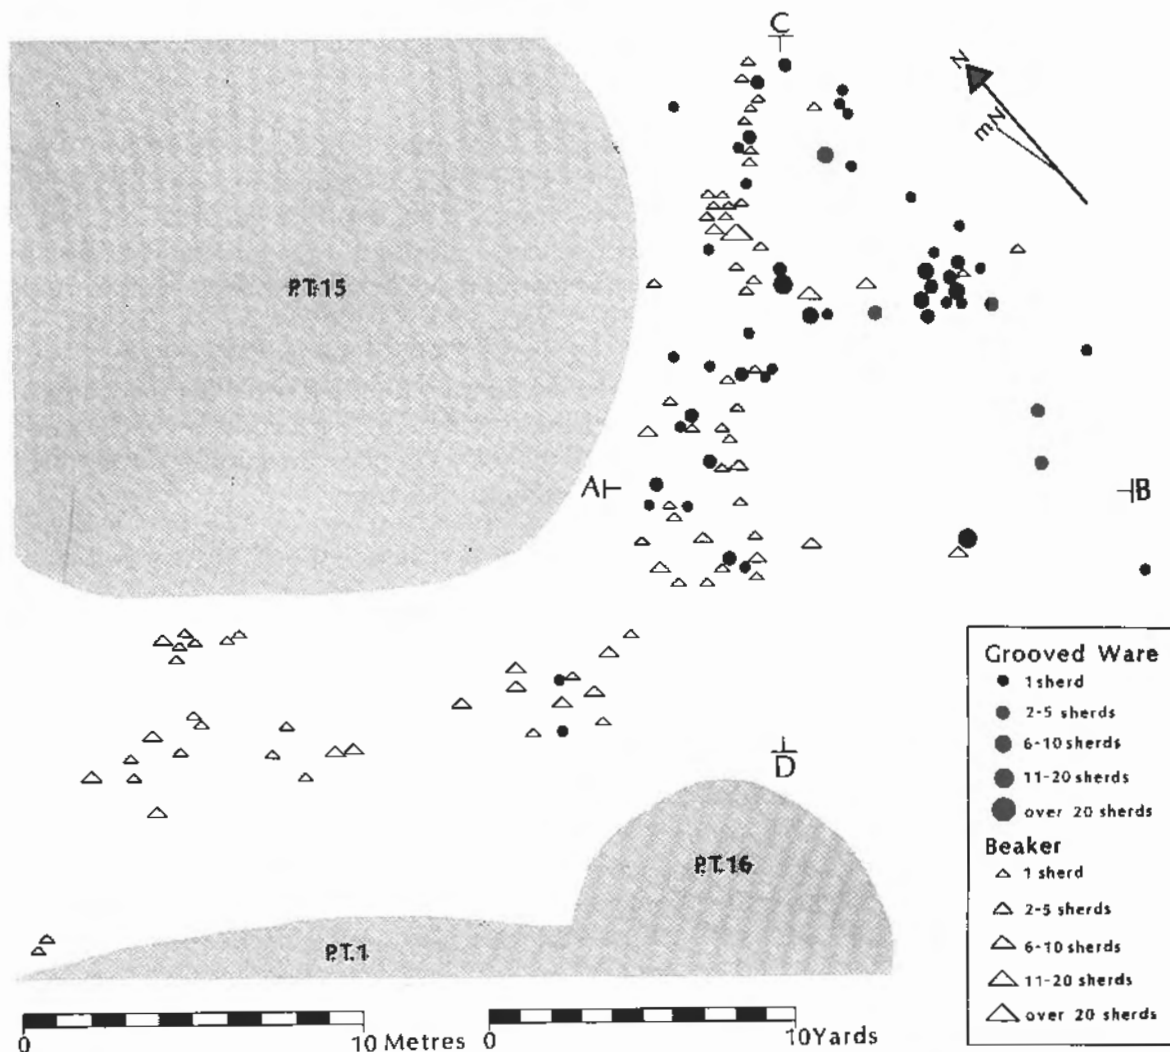 C
N
MN
P.T.15
A
B
D
P.T.16
P.T.1
Grooved Ware
1 sherd
2-5 sherds
6-10 sherds
11-20 sherds
over 20 sherds
Beaker
1 sherd
2-5 sherds
6-10 sherds
11-20 sherds
over 20 sherds
0 10 Metres
0 10 Yards